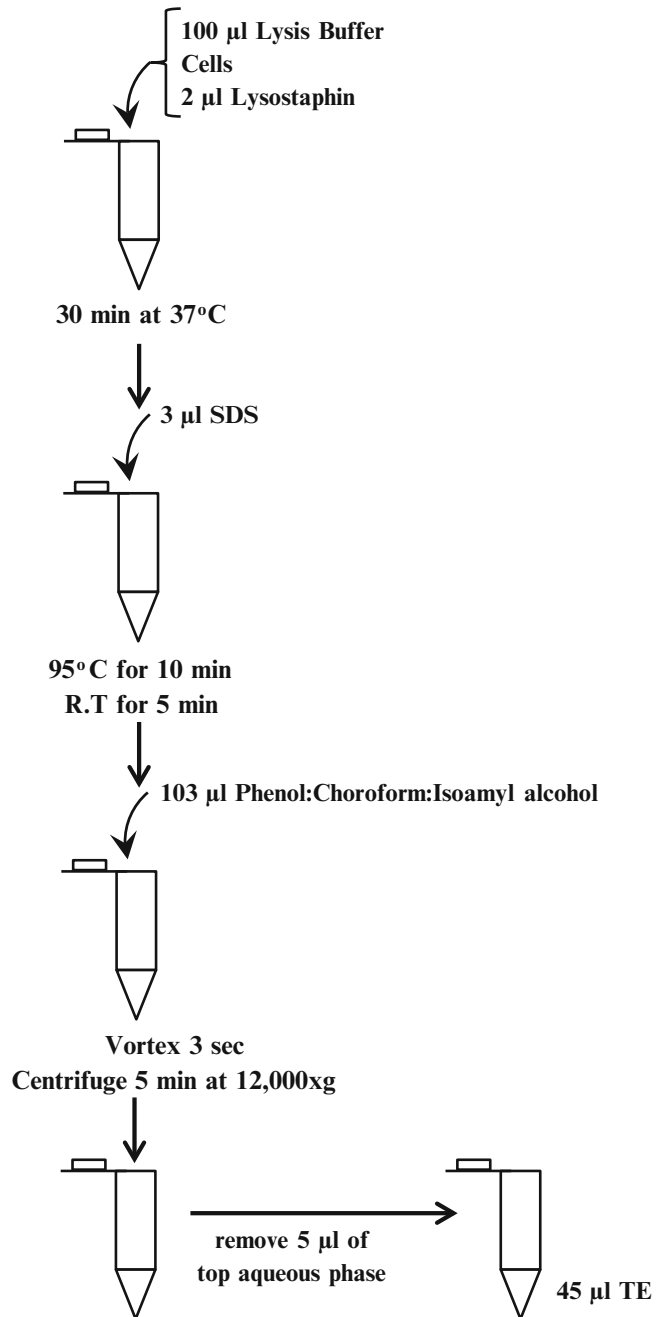 100 µl Lysis Buffer
Cells
2 µl Lysostaphin
30 min at 37°C
3 µl SDS
95°C for 10 min
R.T for 5 min
103 µl Phenol:Choroform:Isoamyl alcohol
Vortex 3 sec
Centrifuge 5 min at 12,000xg
remove 5 µl of
top aqueous phase
45 µl TE